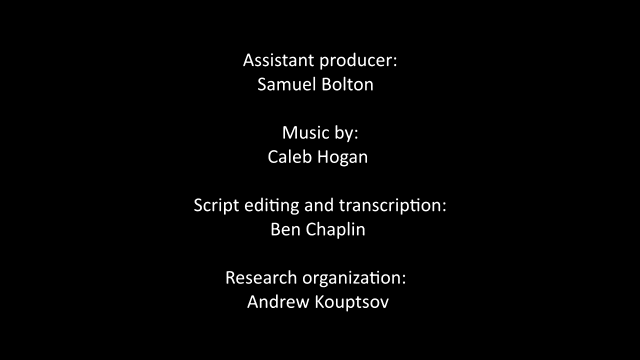 Assistant producer:
Samuel Bolton
Music by:
Caleb Hogan
Script editing and transcription:
Ben Chaplin
Research organization:
Andrew Kouptsov